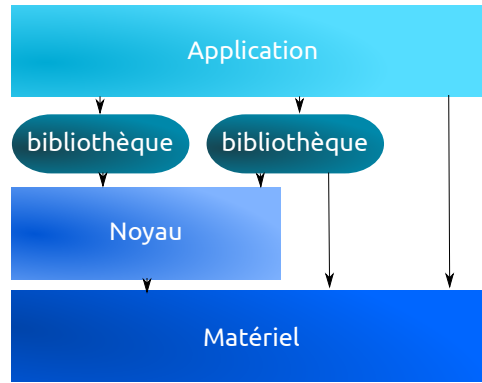 Application
bibliothèque
bibliothèque
Noyau
Matériel